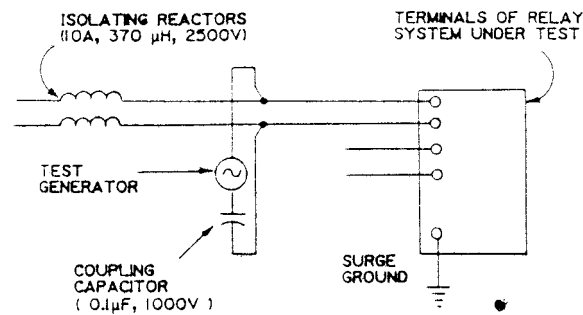 ISOLATING REACTORS
(10A, 370 μH, 2500V)
TERMINALS OF RELAY
SYSTEM UNDER TEST
TEST
GENERATOR
COUPLING
CAPACITOR
( 0.1μF, 1000V )
SURGE
GROUND